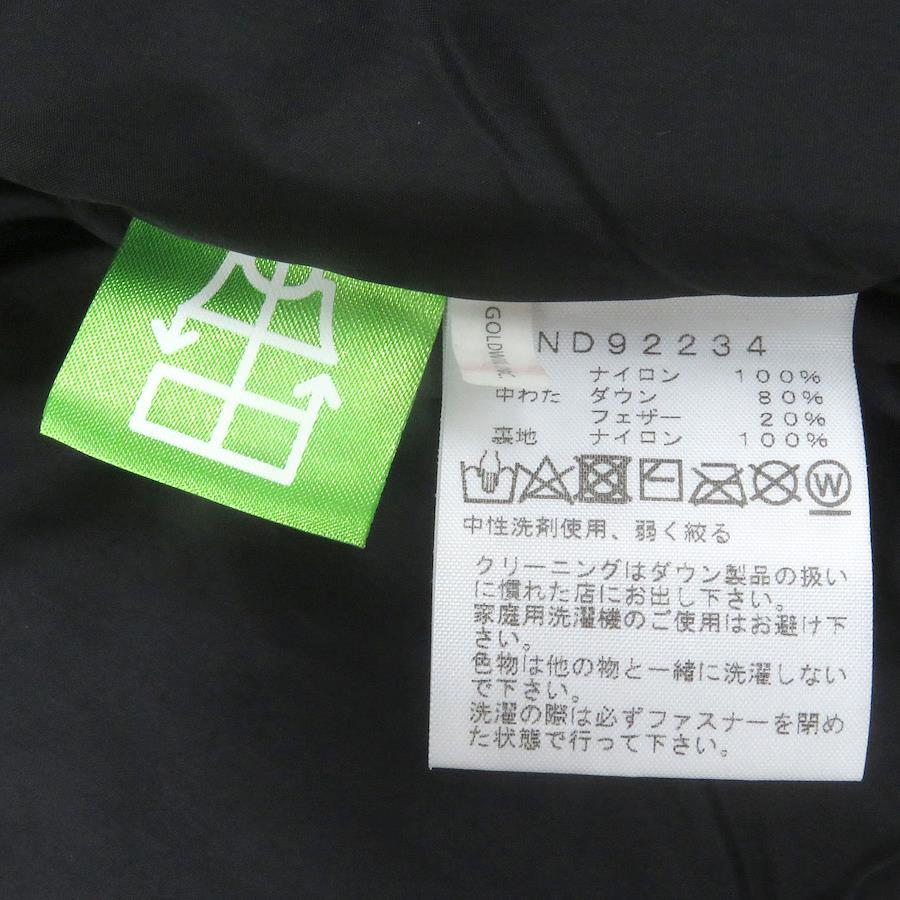 GOLDWIN
ND92234
ナイロン 100%
中わた ダウン 80%
フェザー 20%
裏地 ナイロン 100%
W
中性洗剤使用、弱く絞る
クリーニングはダウン製品の扱い
に慣れた店にお出し下さい。
家庭用洗濯機のご使用はお避け下
さい。
色物は他の物と一緒に洗濯しない
で下さい。
洗濯の際は必ずファスナーを閉め
た状態で行って下さい。